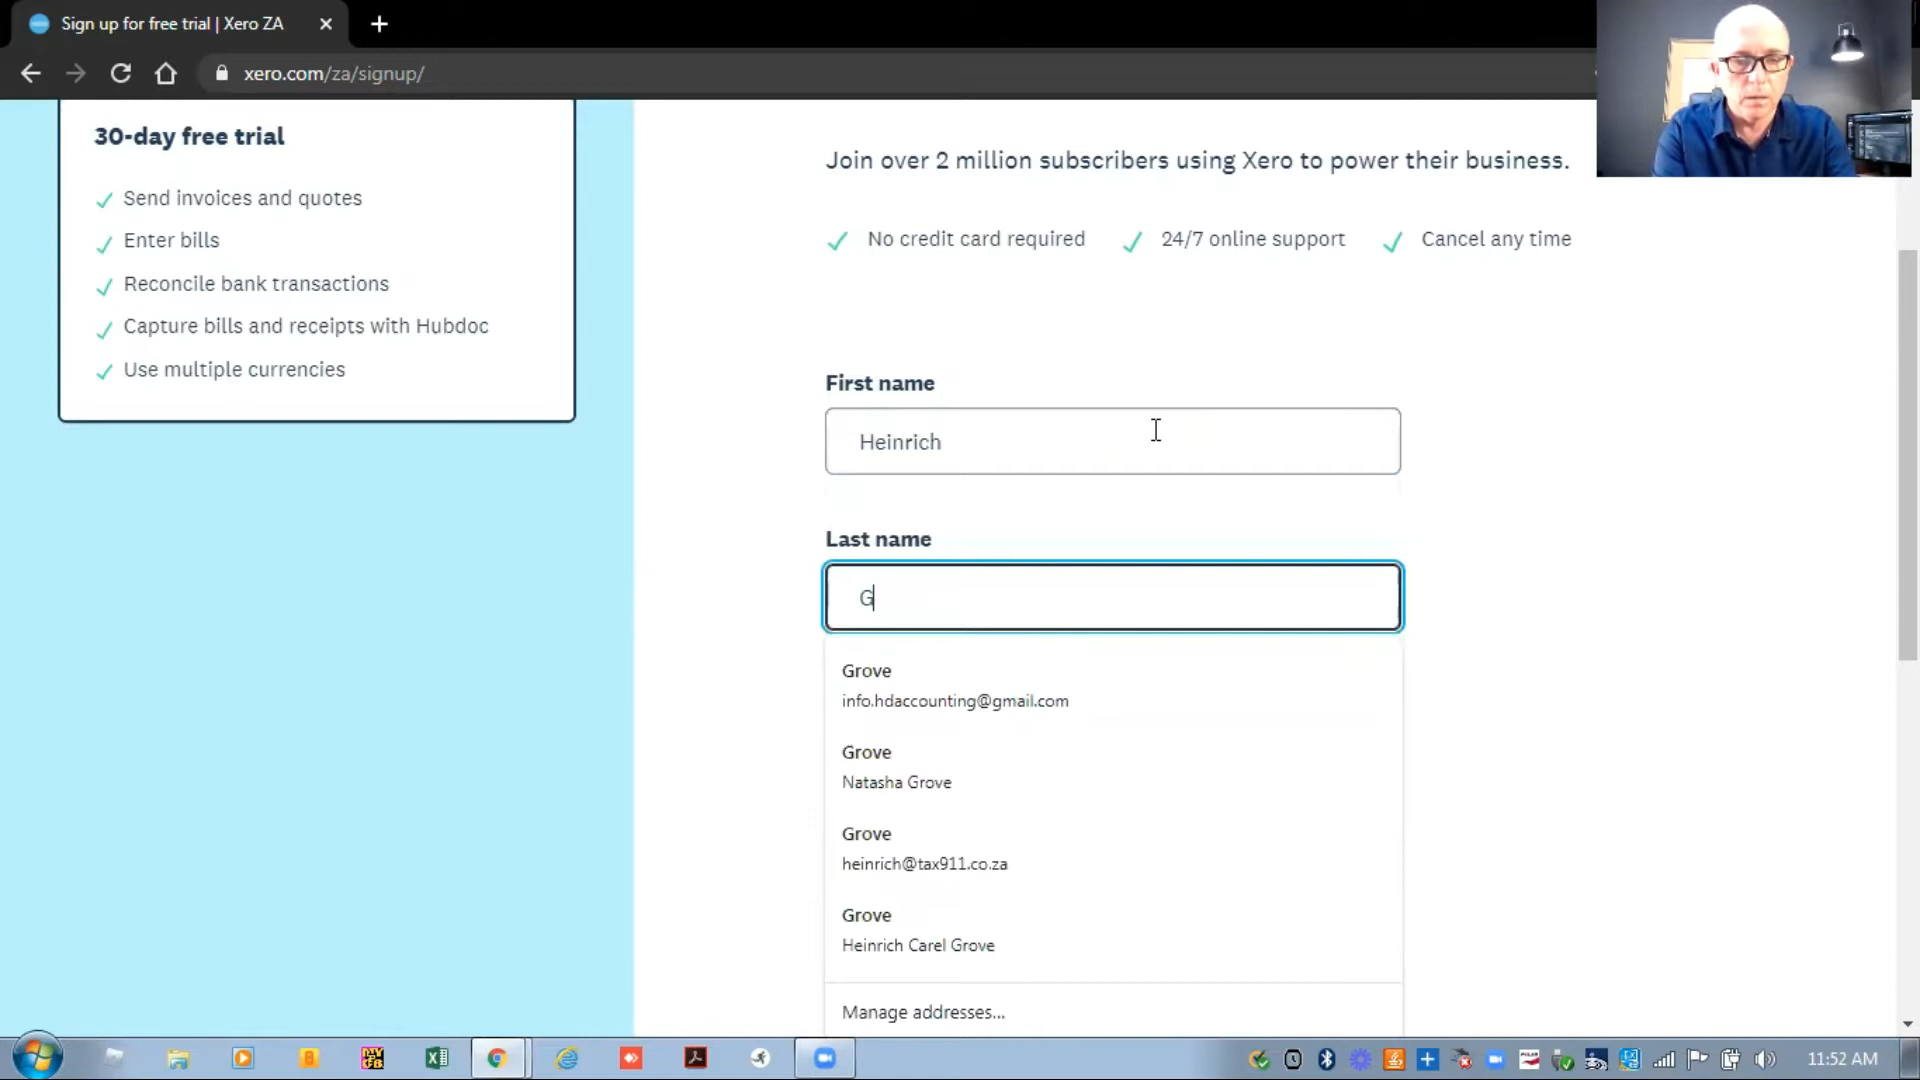 Sign up for free trial | Xero ZA
xero.com/za/signup/
30-day free trial
Send invoices and quotes
Enter bills
Reconcile bank transactions
Capture bills and receipts with Hubdoc
Use multiple currencies
Join over 2 million subscribers using Xero to power their business.
No credit card required
24/7 online support
Cancel any time
First name
Heinrich
Last name
G
Grove
info.hdaccounting@gmail.com
Grove
Natasha Grove
Grove
heinrich@tax911.co.za
Grove
Heinrich Carel Grove
Manage addresses...
11:52 AM